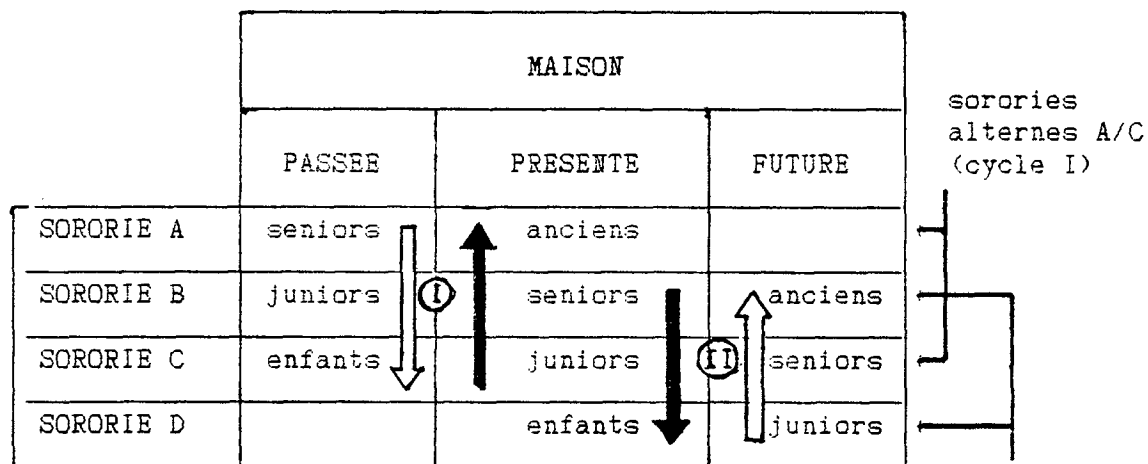 MAISON
sorories
alternes A/C
(cycle I)
PASSEE PRESENTE FUTURE
SORORIE A seniors anciens
SORORIE B juniors I seniors anciens
SORORIE C enfants juniors II seniors
SORORIE D enfants juniors